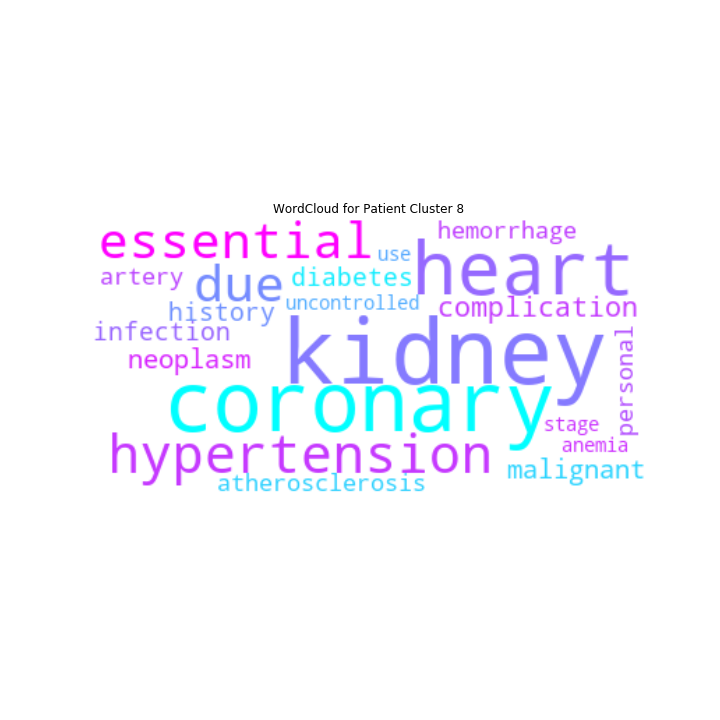 WordCloud for Patient Cluster 8
essential
hemorrhage
use
heart
artery
due
diabetes
history
uncontrolled
complication
infection
kidney
personal
neoplasm
coronary
stage
hypertension
anemia
malignant
atherosclerosis